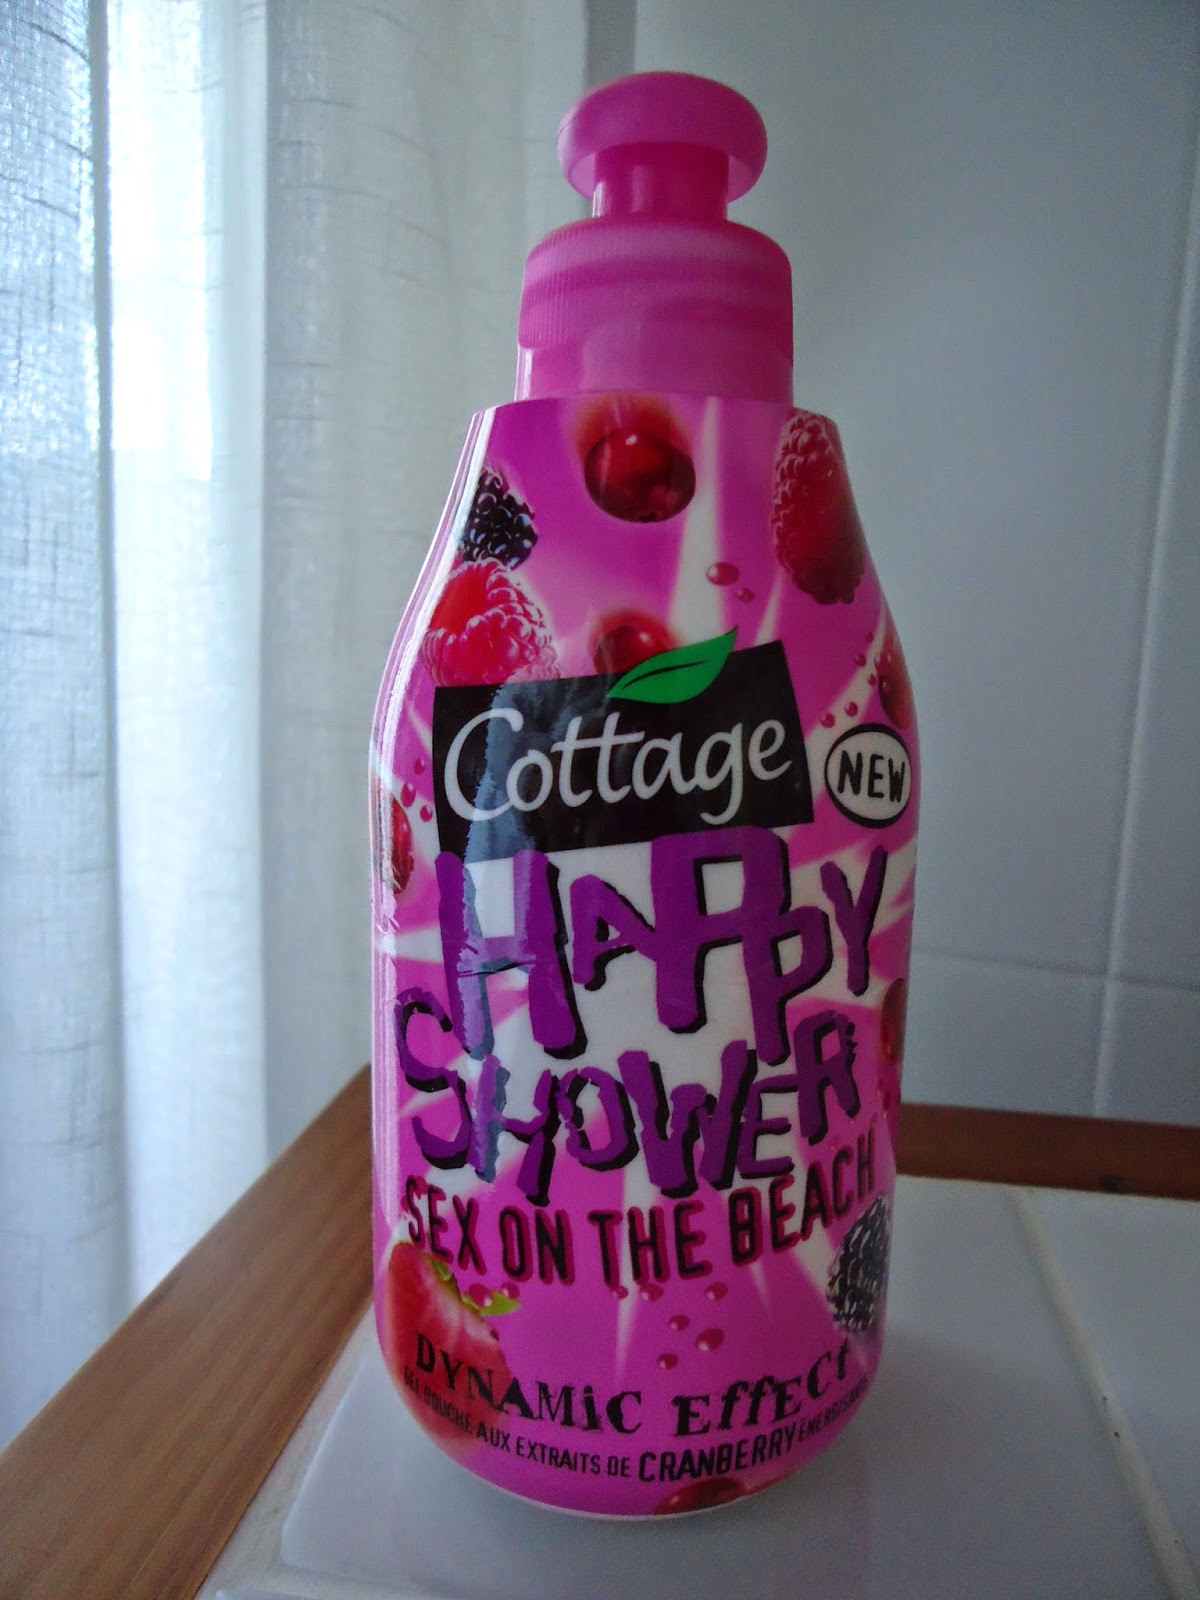 Cottage
NEW
HAPPY
SHOWER
SEX ON THE BEACH
DYNAMiC EffECt
GEL DOUCHE AUX EXTRAITS DE CRANBERRY